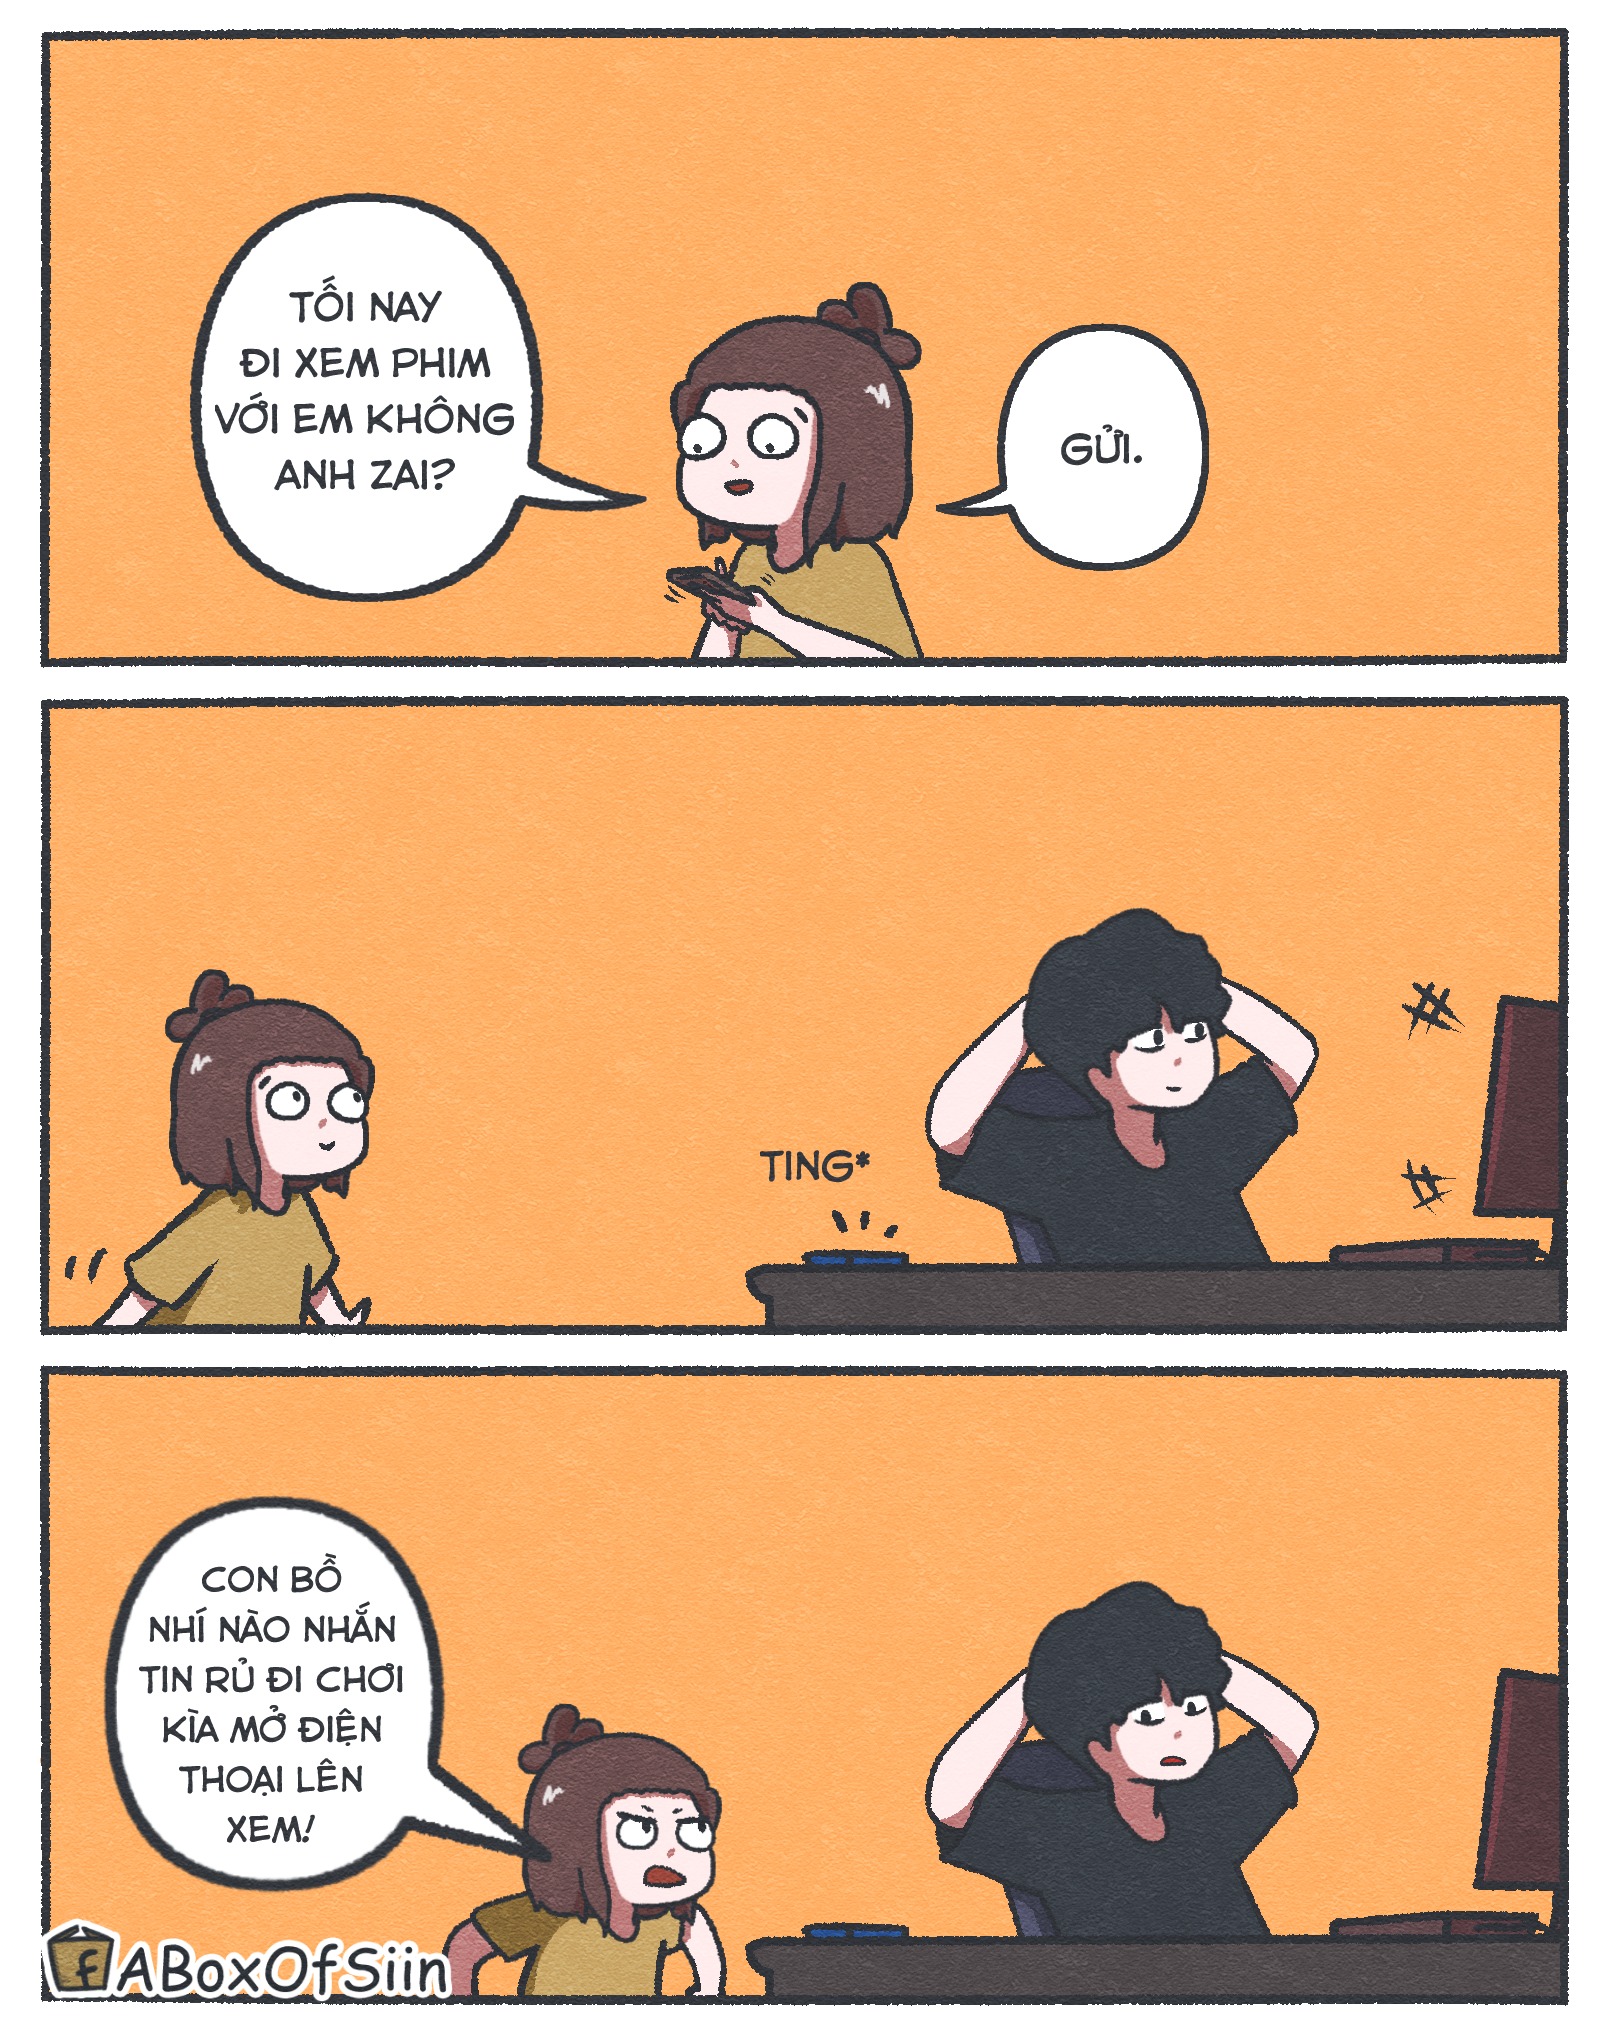 TỐI NAY
ĐI XEM PHIM
VỚI EM KHÔNG
ANH ZAI?
GỬI.
TING*
CON BỒ
NHÍ NÀO NHẮN
TIN RỦ ĐI CHƠI
KÌA MỞ ĐIỆN
THOẠI LÊN
XEM!
f ABoxOfSiin